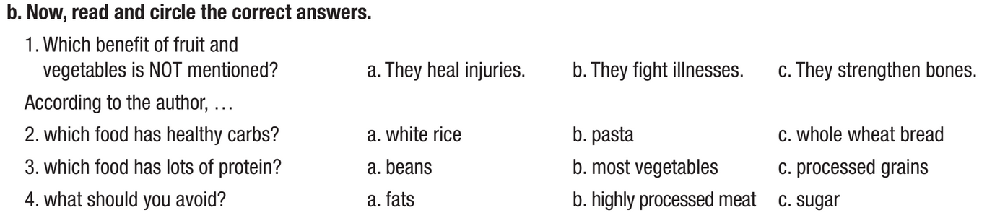 b. Now, read and circle the correct answers.
1. Which benefit of fruit and
vegetables is NOT mentioned? a. They heal injuries. b. They fight illnesses. c. They strengthen bones.
According to the author, ...
2. which food has healthy carbs? a. white rice b. pasta c. whole wheat bread
3. which food has lots of protein? a. beans b. most vegetables c. processed grains
4. what should you avoid? a. fats b. highly processed meat c. sugar